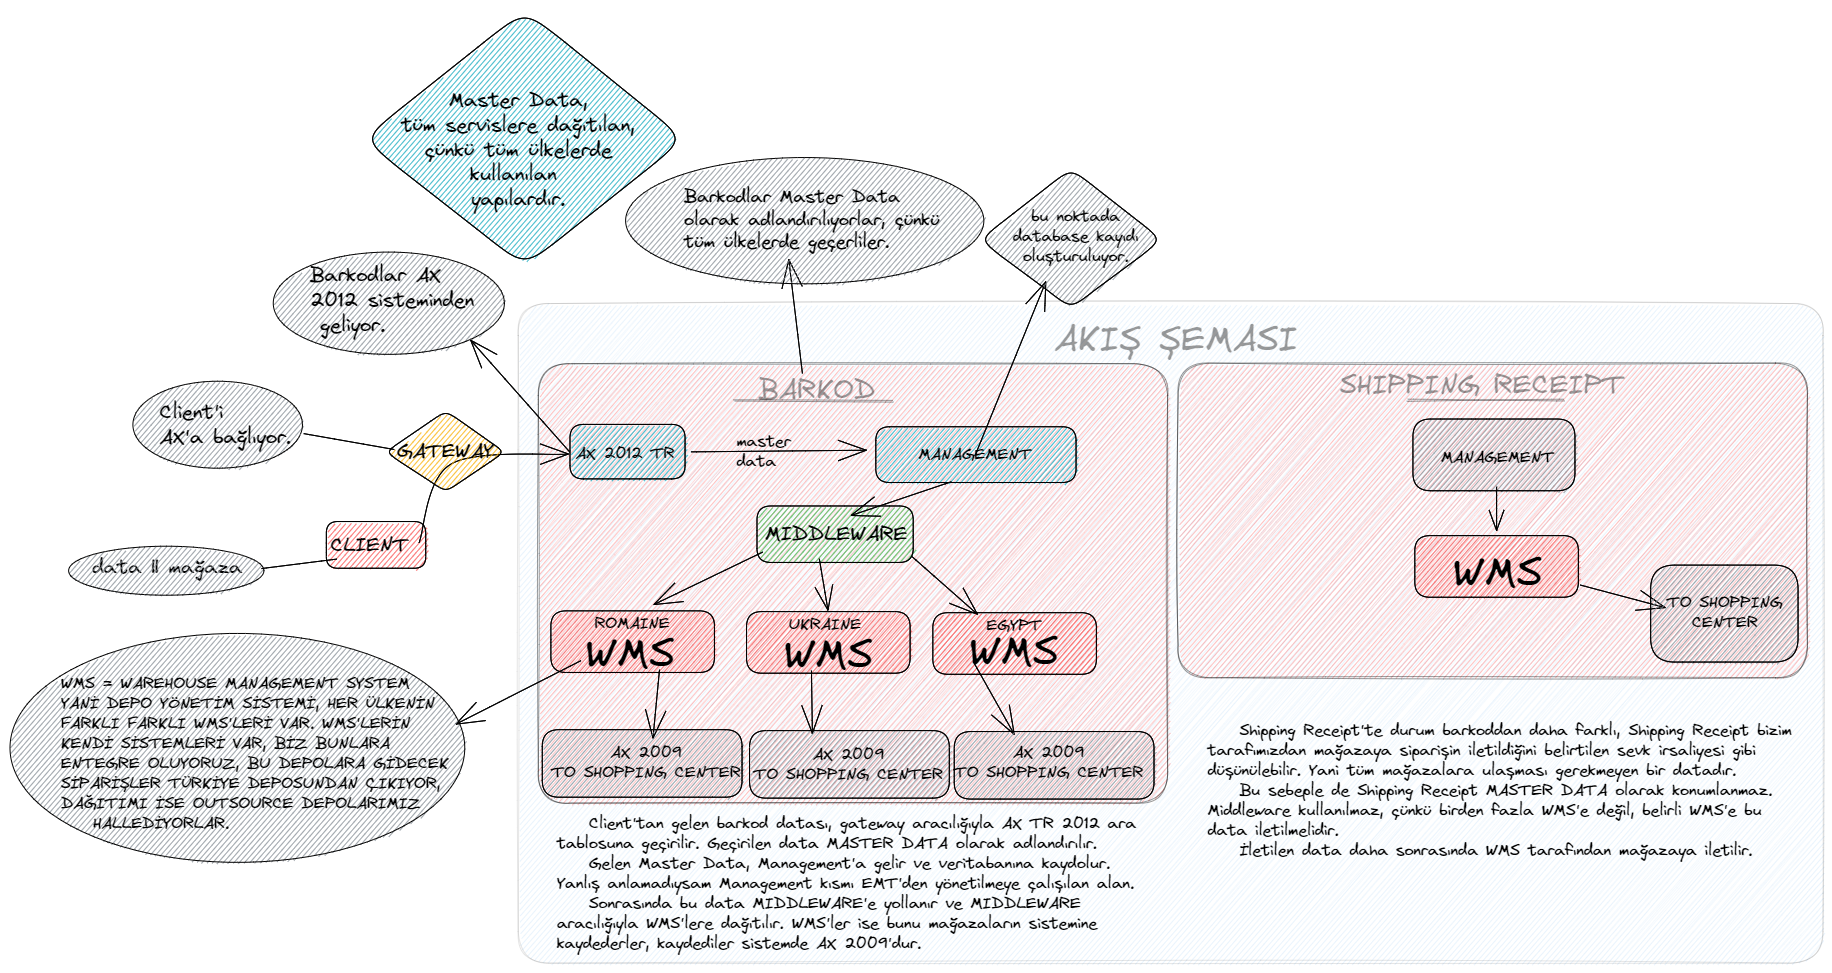 Master Data,
tüm servislere dağıtılan,
çünkü tüm ülkelerde
kullanılan
yapılardır.
Barkodlar Master Data
olarak adlandırılıyorlar, çünkü
tüm ülkelerde geçerliler.
bu noktada
database kayıdı
oluşturuluyor.
Barkodlar AX
2012 sisteminden
geliyor.
Client'i
AX'a bağlıyor.
GATEWAY
CLIENT
data || mağaza
WMS = WAREHOUSE MANAGEMENT SYSTEM
YANİ DEPO YÖNETİM SİSTEMİ, HER ÜLKENİN
FARKLI FARKLI WMS'LERİ VAR. WMS'LERİN
KENDİ SİSTEMLERİ VAR, BİZ BUNLARA
ENTEGRE OLUYORUZ, BU DEPOLARA GİDECEK
SİPARİŞLER TÜRKİYE DEPOSUNDAN ÇIKIYOR,
DAĞITIMI İSE OUTSOURCE DEPOLARIMIZ
HALLEDİYORLAR.
AKIŞ ŞEMASI
BARKOD
AX 2012 TR
master
data
MANAGEMENT
MIDDLEWARE
ROMAINE
WMS
UKRAINE
WMS
EGYPT
WMS
AX 2009
TO SHOPPING CENTER
AX 2009
TO SHOPPING CENTER
AX 2009
TO SHOPPING CENTER
Client'tan gelen barkod datası, gateway aracılığıyla AX TR 2012 ara
tablosuna geçirilir. Geçirilen data MASTER DATA olarak adlandırılır.
Gelen Master Data, Management'a gelir ve veritabanına kaydolur.
Yanlış anlamadıysam Management kısmı EMT'den yönetilmeye çalışılan alan.
Sonrasında bu data MIDDLEWARE'e yollanır ve MIDDLEWARE
aracılığıyla WMS'lere dağıtılır. WMS'ler ise bunu mağazaların sistemine
kaydederler, kaydediler sistemde AX 2009'dur.
SHIPPING RECEIPT
MANAGEMENT
WMS
TO SHOPPING
CENTER
Shipping Receipt'te durum barkoddan daha farklı, Shipping Receipt bizim
tarafımızdan mağazaya siparişin iletildiğini belirtilen sevk irsaliyesi gibi
düşünülebilir. Yani tüm mağazalara ulaşması gerekmeyen bir datadır.
Bu sebeple de Shipping Receipt MASTER DATA olarak konumlanmaz.
Middleware kullanılmaz, çünkü birden fazla WMS'e değil, belirli WMS'e bu
data iletilmelidir.
İletilen data daha sonrasında WMS tarafından mağazaya iletilir.